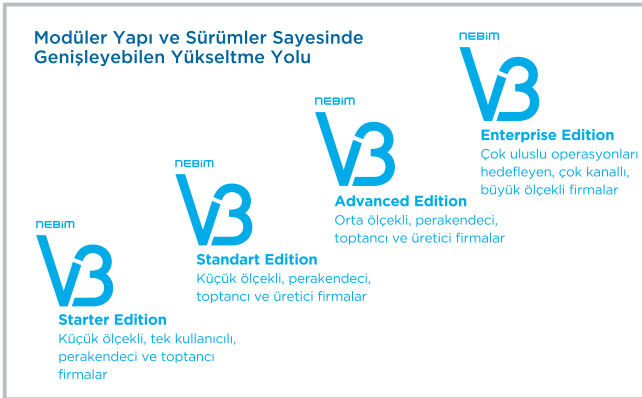 Modüler Yapı ve Sürümler Sayesinde
Genişleyebilen Yükseltme Yolu
NEBiM
V3
Starter Edition
Küçük ölçekli, tek kullanıcılı,
perakendeci ve toptancı
firmalar
NEBiM
V3
Standart Edition
Küçük ölçekli, perakendeci,
toptancı ve üretici firmalar
NEBiM
V3
Advanced Edition
Orta ölçekli, perakendeci,
toptancı ve üretici firmalar
NEBiM
V3
Enterprise Edition
Çok uluslu operasyonları
hedefleyen, çok kanallı,
büyük ölçekli firmalar